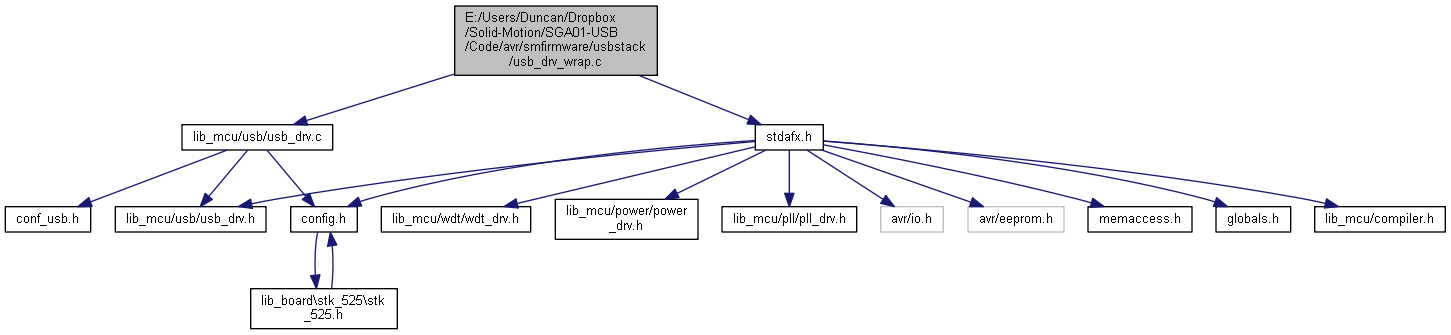 E:/Users/Duncan/Dropbox
/Solid-Motion/SGA01-USB
/Code/avr/smfirmware/usbstack
/usb_drv_wrap.c
lib_mcu/usb/usb_drv.c
stdafx.h
conf_usb.h
lib_mcu/usb/usb_drv.h
config.h
lib_mcu/wdt/wdt_drv.h
lib_mcu/power/power
_drv.h
lib_mcu/pll/pll_drv.h
avr/io.h
avr/eeprom.h
memaccess.h
globals.h
lib_mcu/compiler.h
lib_board\stk_525\stk
_525.h